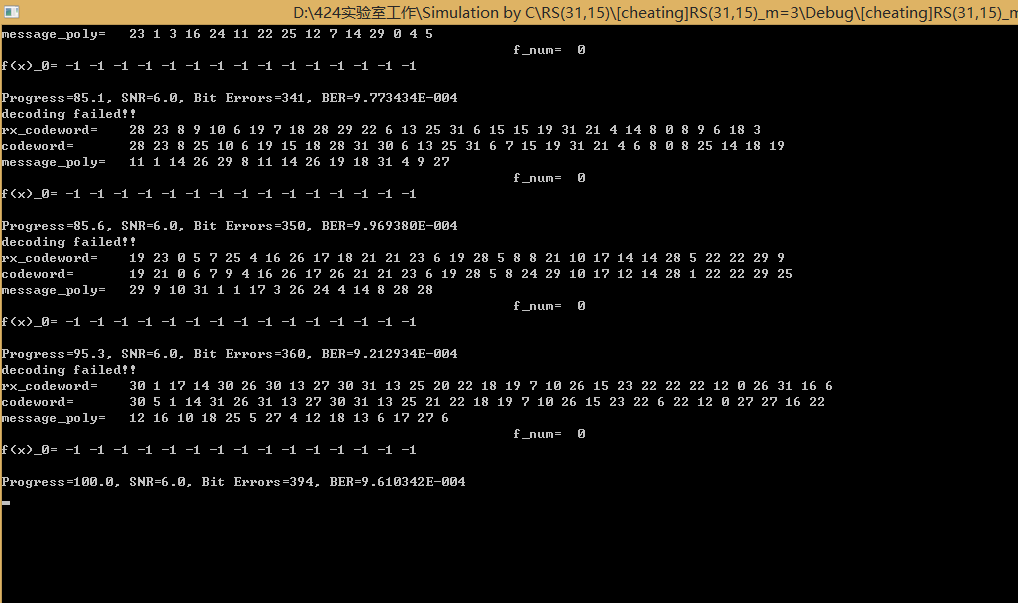 D:\424实验室工作\Simulation by C\RS(31,15)\[cheating]RS(31,15)_m=3\Debug\[cheating]RS(31,15)_m
message_poly= 23 1 3 16 24 11 22 25 12 7 14 29 0 4 5
f_num= 0
f(x)_0= -1 -1 -1 -1 -1 -1 -1 -1 -1 -1 -1 -1 -1 -1 -1
Progress=85.1, SNR=6.0, Bit Errors=341, BER=9.773434E-004
decoding failed!!
rx_codeword= 28 23 8 9 10 6 19 7 18 28 29 22 6 13 25 31 6 15 15 19 31 21 4 14 8 0 8 9 6 18 3
codeword= 28 23 8 25 10 6 19 15 18 28 31 30 6 13 25 31 6 7 15 19 31 21 4 6 8 0 8 25 14 18 19
message_poly= 11 1 14 26 29 8 11 14 26 19 18 31 4 9 27
f_num= 0
f(x)_0= -1 -1 -1 -1 -1 -1 -1 -1 -1 -1 -1 -1 -1 -1 -1
Progress=85.6, SNR=6.0, Bit Errors=350, BER=9.969380E-004
decoding failed!!
rx_codeword= 19 23 0 5 7 25 4 16 26 17 18 21 21 23 6 19 28 5 8 8 21 10 17 14 14 28 5 22 22 29 9
codeword= 19 21 0 6 7 9 4 16 26 17 26 21 21 23 6 19 28 5 8 24 29 10 17 12 14 28 1 22 22 29 25
message_poly= 29 9 10 31 1 1 17 3 26 24 4 14 8 28 28
f_num= 0
f(x)_0= -1 -1 -1 -1 -1 -1 -1 -1 -1 -1 -1 -1 -1 -1 -1
Progress=95.3, SNR=6.0, Bit Errors=360, BER=9.212934E-004
decoding failed!!
rx_codeword= 30 1 17 14 30 26 30 13 27 30 31 13 25 20 22 18 19 7 10 26 15 23 22 22 22 12 0 26 31 16 6
codeword= 30 5 1 14 31 26 31 13 27 30 31 13 25 21 22 18 19 7 10 26 15 23 22 6 22 12 0 27 27 16 22
message_poly= 12 16 10 18 25 5 27 4 12 18 13 6 17 27 6
f_num= 0
f(x)_0= -1 -1 -1 -1 -1 -1 -1 -1 -1 -1 -1 -1 -1 -1 -1
Progress=100.0, SNR=6.0, Bit Errors=394, BER=9.610342E-004